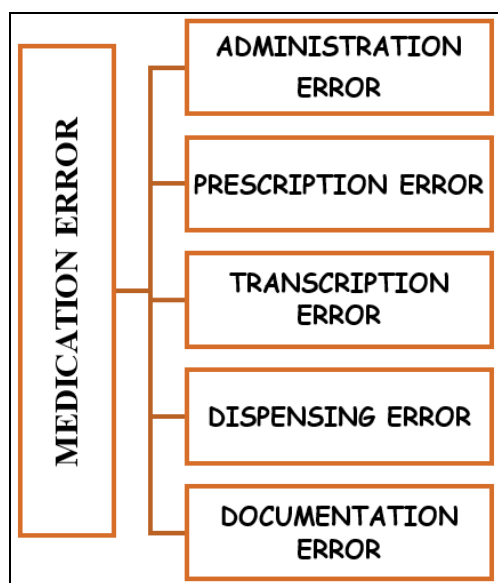 MEDICATION ERROR
ADMINISTRATION
ERROR
PRESCRIPTION ERROR
TRANSCRIPTION
ERROR
DISPENSING ERROR
DOCUMENTATION
ERROR